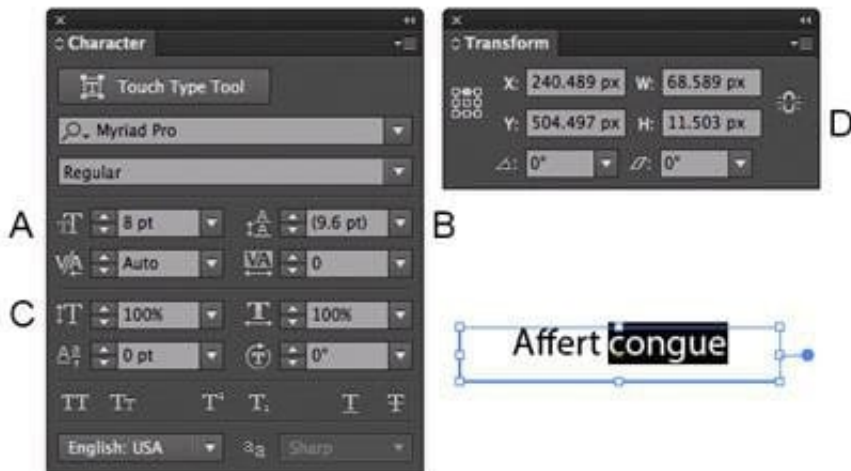 Character
Touch Type Tool
Myriad Pro
Regular
A
8 pt
(9.6 pt)
B
Auto
0
C
100%
100%
0 pt
0°
English: USA
Sharp
Transform
X: 240.489 px W: 68.589 px
Y: 504.497 px H: 11.503 px
D
0°
0°
Affert congue